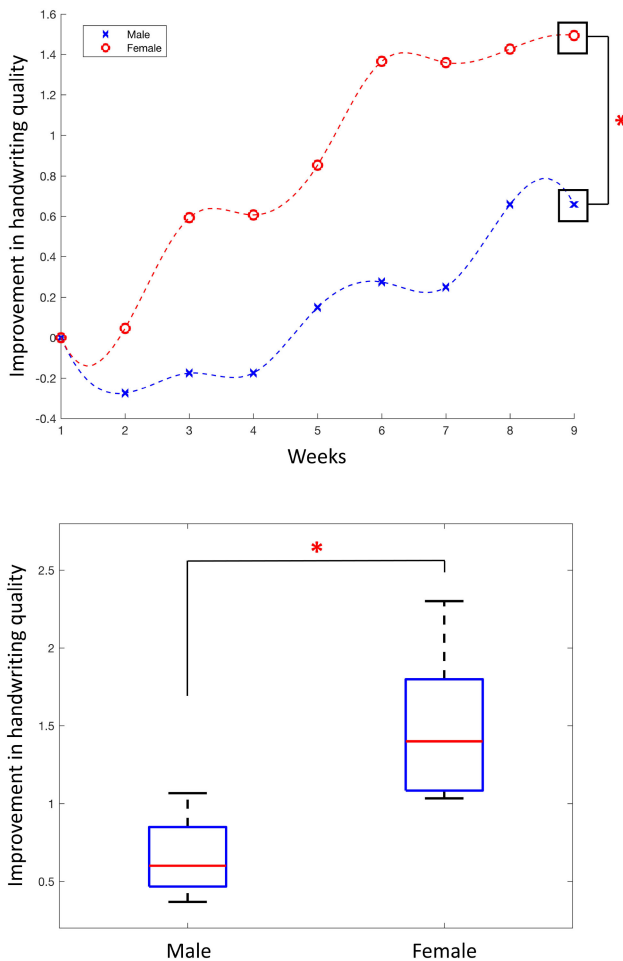 Improvement in handwriting quality
1.6
1.4
1.2
1
0.8
0.6
0.4
0.2
0
-0.2
-0.4
Male
Female
*
1 2 3 4 5 6 7 8 9
Weeks
Improvement in handwriting quality
2.5
2
1.5
1
0.5
*
Male Female